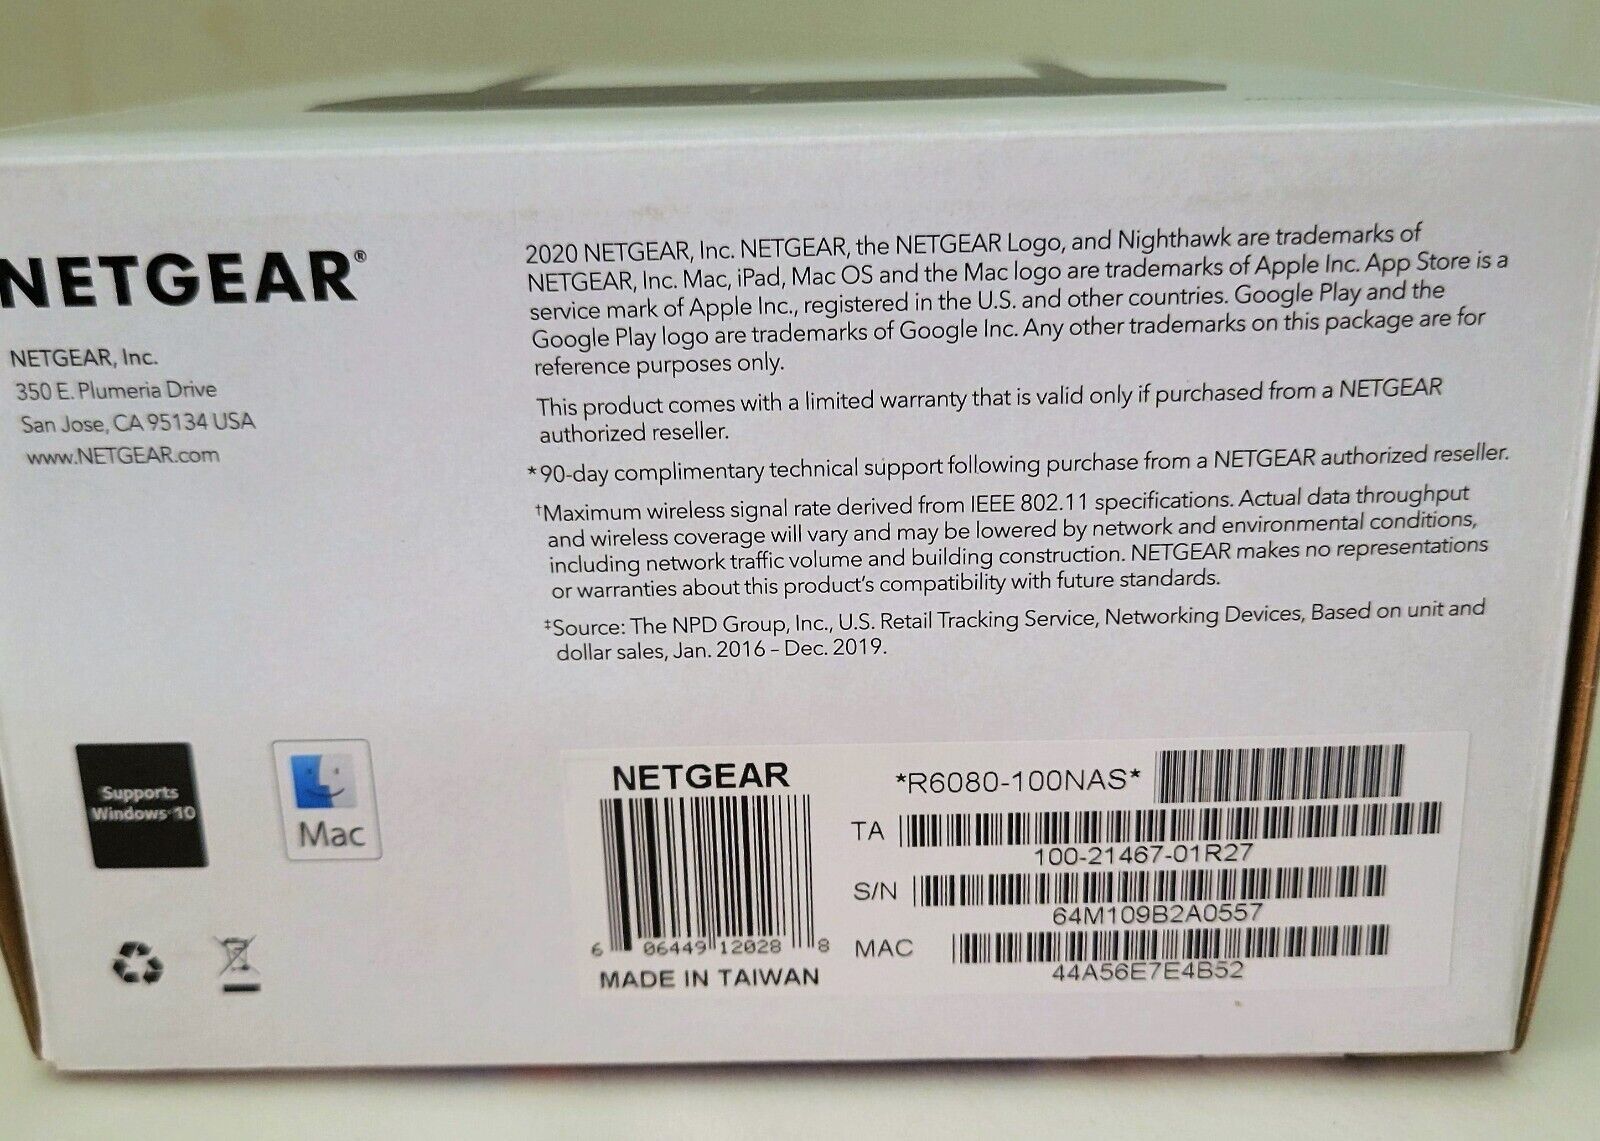 NETGEAR®
NETGEAR, Inc.
350 E. Plumeria Drive
San Jose, CA 95134 USA
www.NETGEAR.com
2020 NETGEAR, Inc. NETGEAR, the NETGEAR Logo, and Nighthawk are trademarks of
NETGEAR, Inc. Mac, iPad, Mac OS and the Mac logo are trademarks of Apple Inc. App Store is a
service mark of Apple Inc., registered in the U.S. and other countries. Google Play and the
Google Play logo are trademarks of Google Inc. Any other trademarks on this package are for
reference purposes only.
This product comes with a limited warranty that is valid only if purchased from a NETGEAR
authorized reseller.
*90-day complimentary technical support following purchase from a NETGEAR authorized reseller.
†Maximum wireless signal rate derived from IEEE 802.11 specifications. Actual data throughput
and wireless coverage will vary and may be lowered by network and environmental conditions,
including network traffic volume and building construction. NETGEAR makes no representations
or warranties about this product's compatibility with future standards.
‡Source: The NPD Group, Inc., U.S. Retail Tracking Service, Networking Devices, Based on unit and
dollar sales, Jan. 2016 – Dec. 2019.
Supports
Windows 10
Mac
NETGEAR
6 06449 12028 8
MADE IN TAIWAN
*R6080-100NAS*
TA
100-21467-01R27
S/N
64M109B2A0557
MAC
44A56E7E4B52